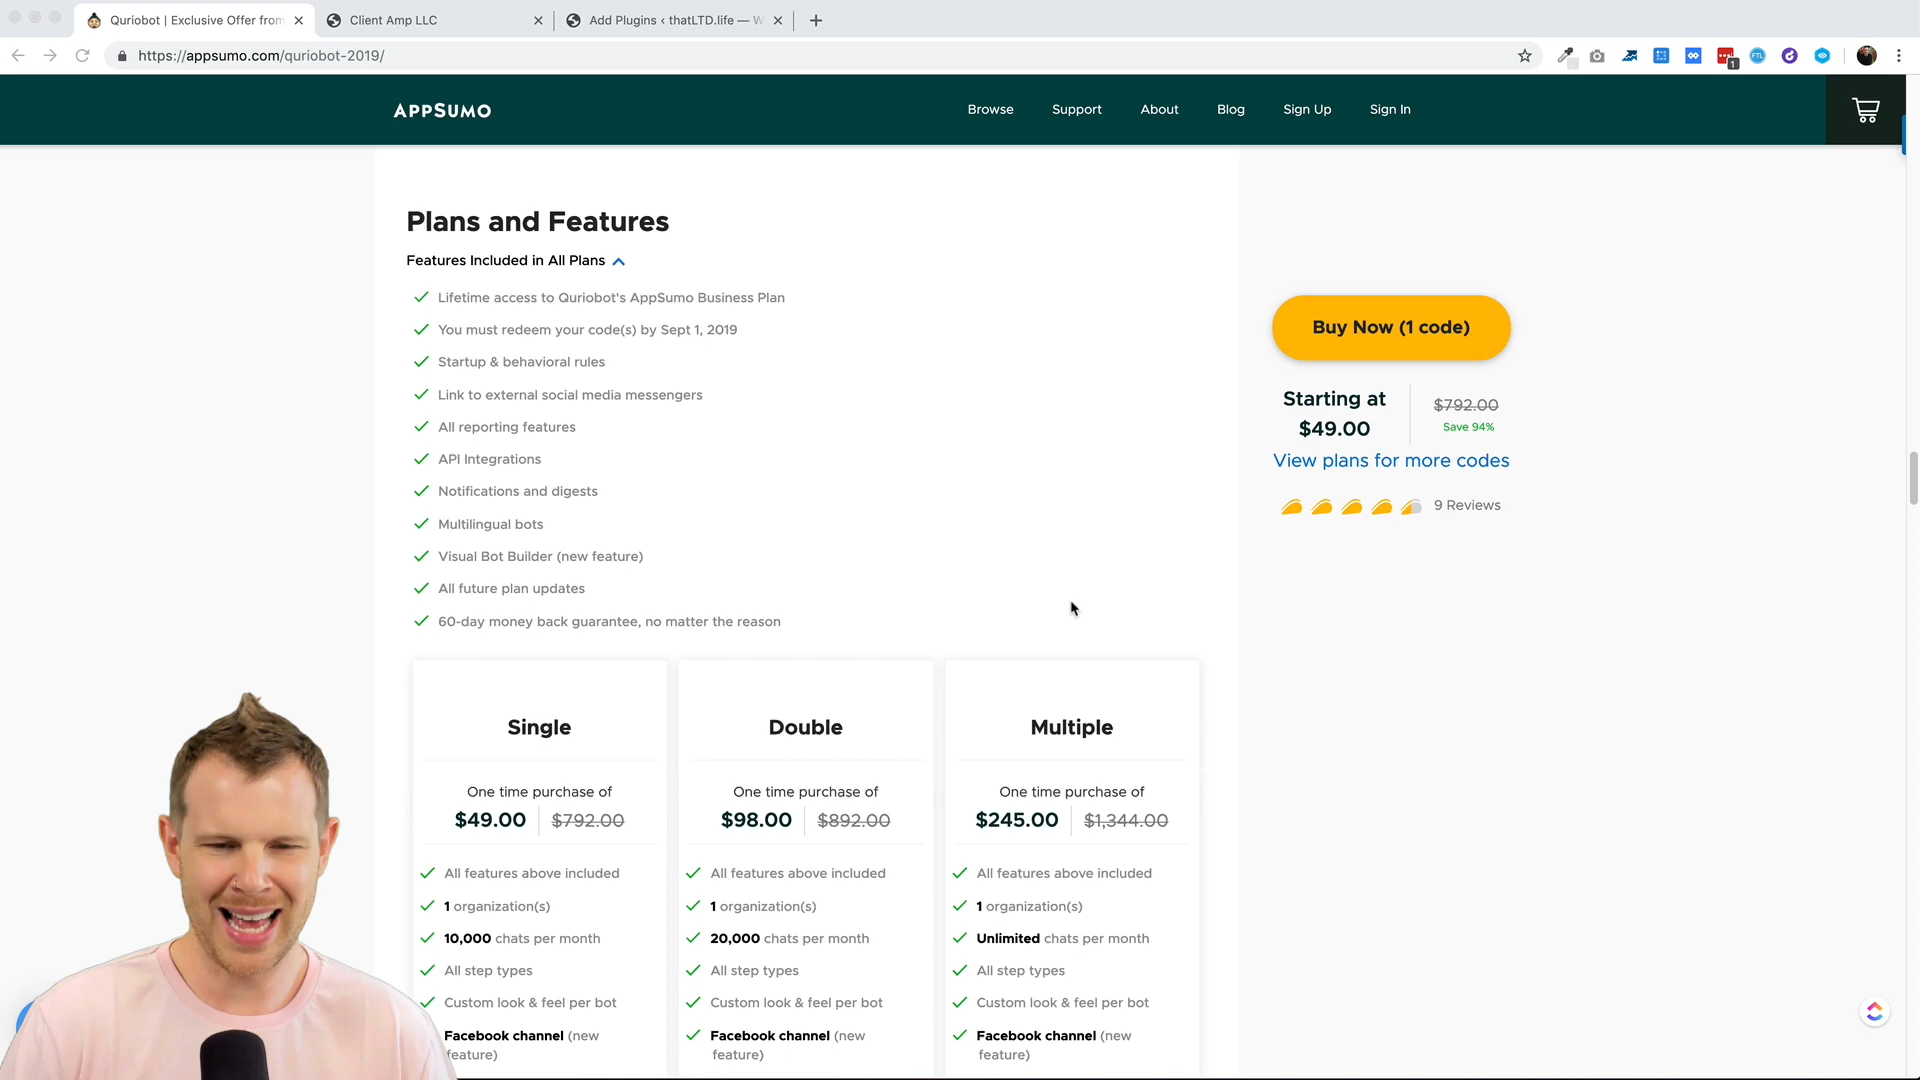 Quriobot | Exclusive Offer from
Client Amp LLC
Add Plugins ‹ thatLTD.life — W
https://appsumo.com/quriobot-2019/
1
FTL
APPSUMO
Browse
Support
About
Blog
Sign Up
Sign In
Plans and Features
Features Included in All Plans
Lifetime access to Quriobot's AppSumo Business Plan
You must redeem your code(s) by Sept 1, 2019
Startup & behavioral rules
Link to external social media messengers
All reporting features
API Integrations
Notifications and digests
Multilingual bots
Visual Bot Builder (new feature)
All future plan updates
60-day money back guarantee, no matter the reason
Buy Now (1 code)
Starting at
$49.00
$792.00
Save 94%
View plans for more codes
9 Reviews
Single
One time purchase of
$49.00 $792.00
All features above included
1 organization(s)
10,000 chats per month
All step types
Custom look & feel per bot
Facebook channel (new
feature)
Double
One time purchase of
$98.00 $892.00
All features above included
1 organization(s)
20,000 chats per month
All step types
Custom look & feel per bot
Facebook channel (new
feature)
Multiple
One time purchase of
$245.00 $1,344.00
All features above included
1 organization(s)
Unlimited chats per month
All step types
Custom look & feel per bot
Facebook channel (new
feature)